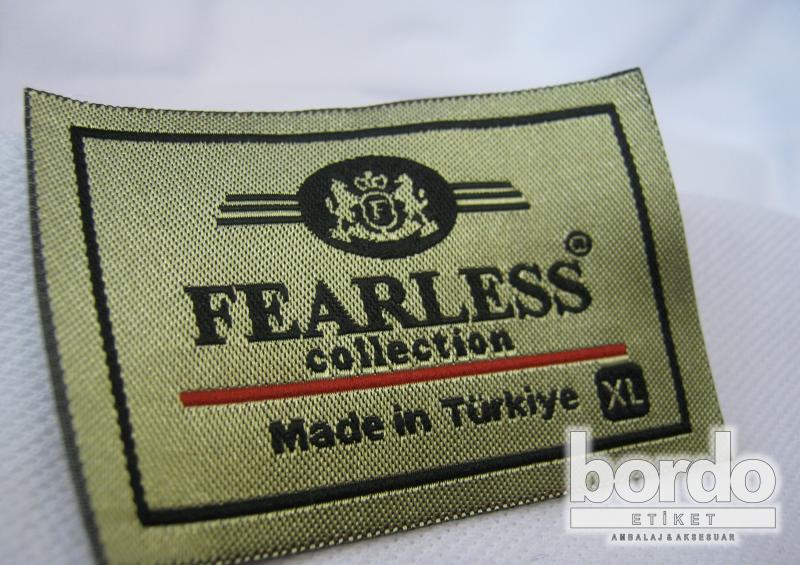 F
FEARLESS®
collection
Made in Türkiye XL
bordo
ETİKET
AMBALAJ&AKSESUAR